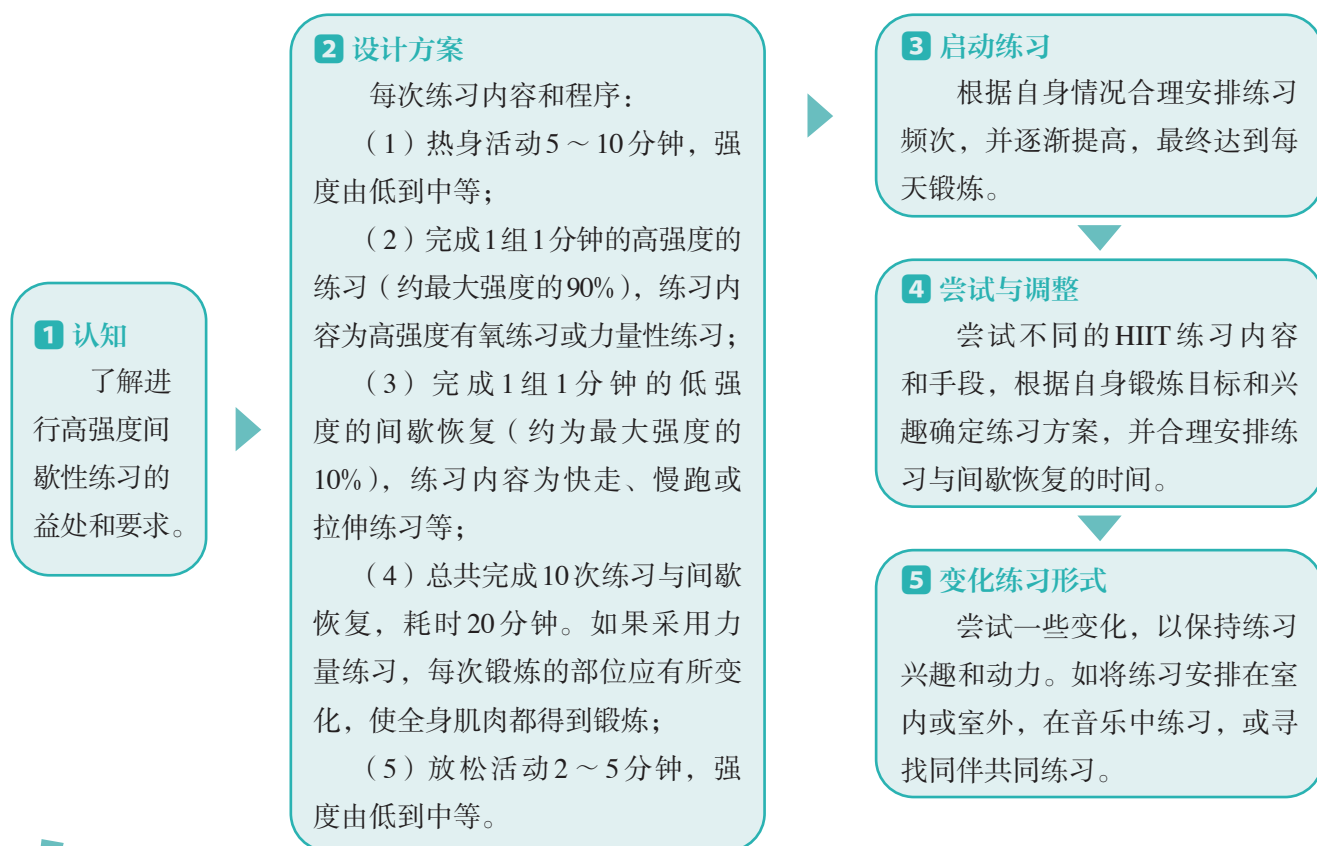 1 认知
了解进
行高强度间
歇性练习的
益处和要求。
2 设计方案
每次练习内容和程序：
（1）热身活动5～10分钟，强
度由低到中等；
（2）完成1组1分钟的高强度的
练习（约最大强度的90%），练习内
容为高强度有氧练习或力量性练习；
（3）完成1组1分钟的低强
度的间歇恢复（约为最大强度的
10%），练习内容为快走、慢跑或
拉伸练习等；
（4）总共完成10次练习与间歇
恢复，耗时20分钟。如果采用力
量练习，每次锻炼的部位应有所变
化，使全身肌肉都得到锻炼；
（5）放松活动2～5分钟，强
度由低到中等。
3 启动练习
根据自身情况合理安排练习
频次，并逐渐提高，最终达到每
天锻炼。
4 尝试与调整
尝试不同的HIIT练习内容
和手段，根据自身锻炼目标和兴
趣确定练习方案，并合理安排练
习与间歇恢复的时间。
5 变化练习形式
尝试一些变化，以保持练习
兴趣和动力。如将练习安排在室
内或室外，在音乐中练习，或寻
找同伴共同练习。